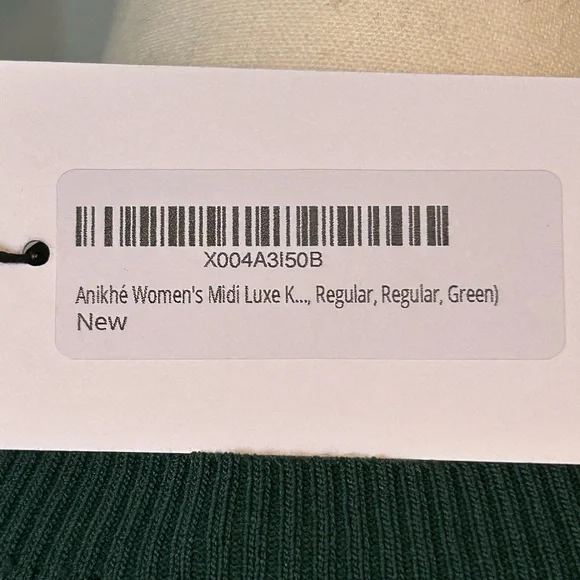 X004A3I50B
Anikhé Women's Midi Luxe K..., Regular, Regular, Green)
New